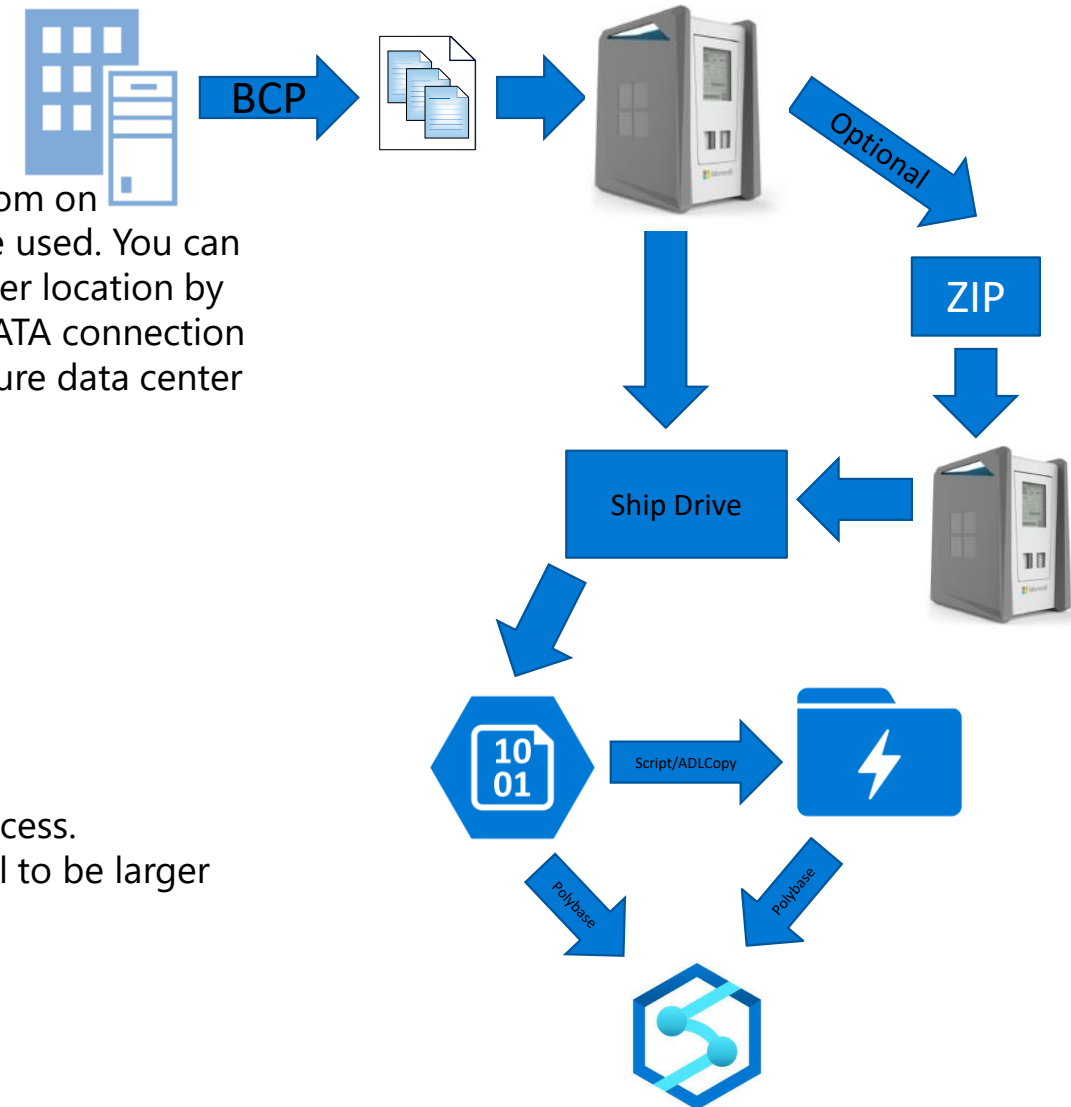 BCP
Optional
om on
e used. You can
er location by
ATA connection
ure data center
ZIP
Ship Drive
10
01
Script/ADLCopy
cess.
l to be larger
Polybase
Polybase